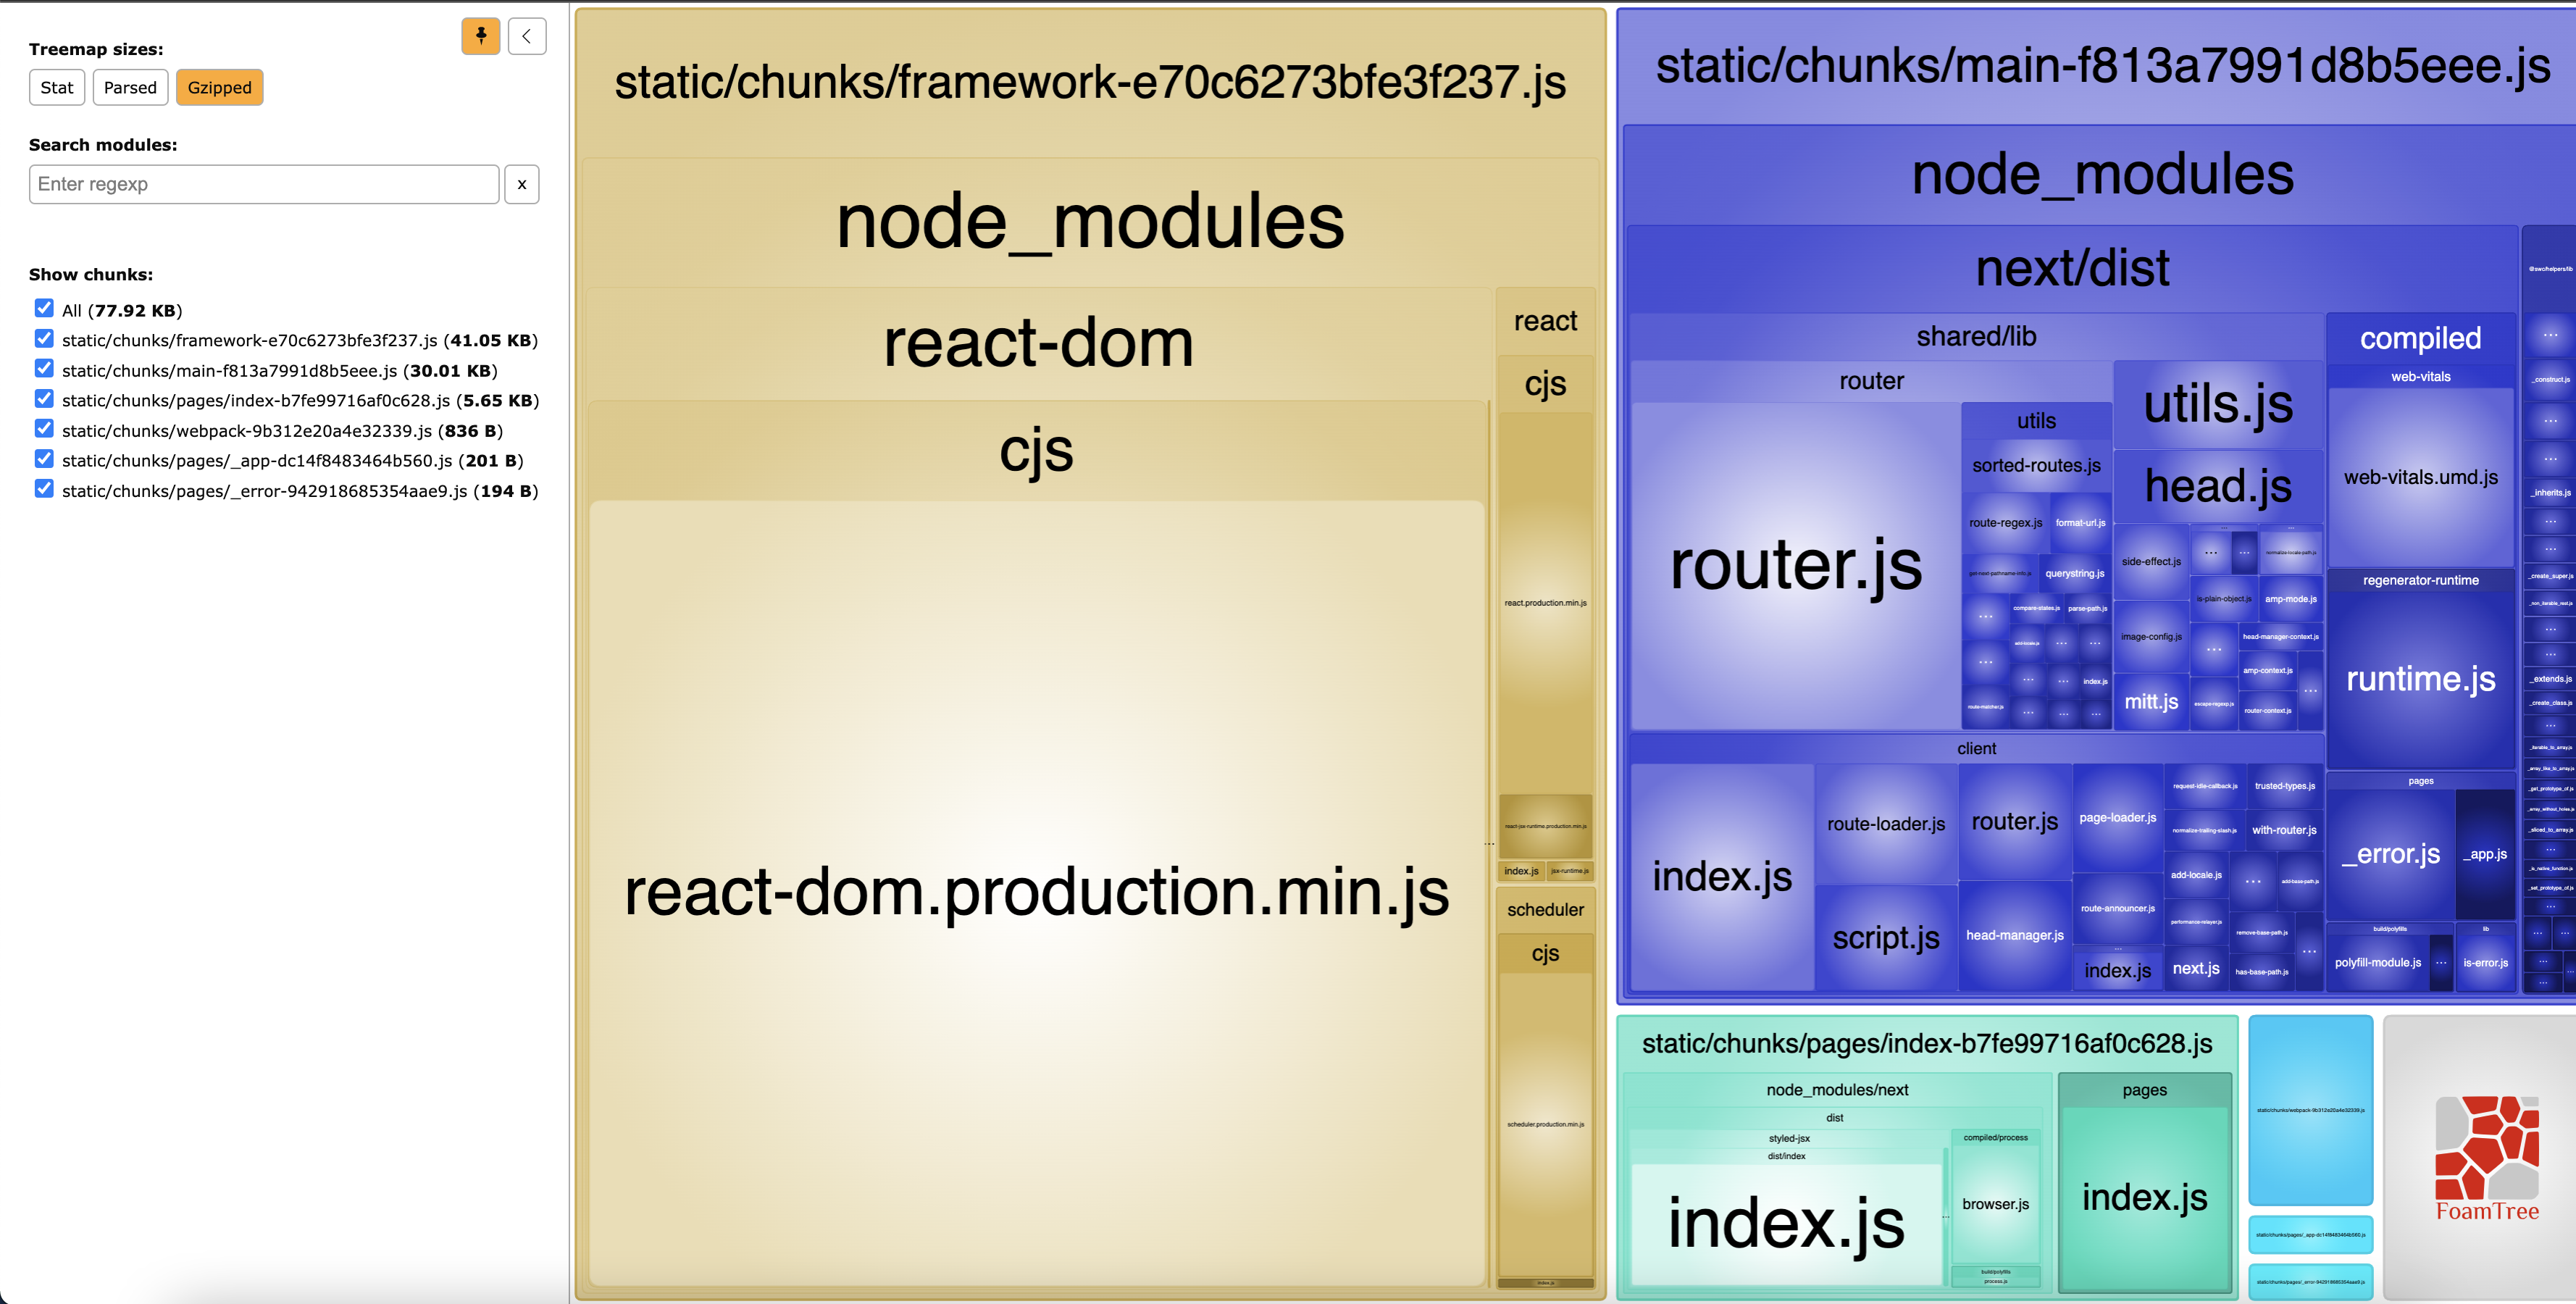 Treemap sizes:
Stat
Parsed
Gzipped
Search modules:
Enter regexp
x
Show chunks:
All (77.92 KB)
static/chunks/framework-e70c6273bfe3f237.js (41.05 KB)
static/chunks/main-f813a7991d8b5eee.js (30.01 KB)
static/chunks/pages/index-b7fe99716af0c628.js (5.65 KB)
static/chunks/webpack-9b312e20a4e32339.js (836 B)
static/chunks/pages/_app-dc14f8483464b560.js (201 B)
static/chunks/pages/_error-942918685354aae9.js (194 B)
static/chunks/framework-e70c6273bfe3f237.js
node_modules
react-dom
cjs
react-dom.production.min.js
...
react
cjs
react.production.min.js
react-jsx-runtime.production.min.js
index.js
jsx-runtime.js
scheduler
cjs
scheduler.production.min.js
index.js
static/chunks/main-f813a7991d8b5eee.js
node_modules
next/dist
shared/lib
router
router.js
utils
sorted-routes.js
route-regex.js
format-url.js
get-next-pathname-info.js
querystring.js
compare-states.js
parse-path.js
add-locale.js
index.js
route-matcher.js
utils.js
head.js
side-effect.js
normalize-locale-path.js
is-plain-object.js
amp-mode.js
image-config.js
head-manager-context.js
amp-context.js
mitt.js
escape-regexp.js
router-context.js
client
index.js
route-loader.js
script.js
router.js
head-manager.js
page-loader.js
route-announcer.js
index.js
request-idle-callback.js
trusted-types.js
normalize-trailing-slash.js
with-router.js
add-locale.js
add-base-path.js
performance-relayer.js
remove-base-path.js
next.js
has-base-path.js
compiled
web-vitals
web-vitals.umd.js
regenerator-runtime
runtime.js
pages
_error.js
_app.js
build/polyfills
polyfill-module.js
lib
is-error.js
@swc/helpers/lib
_construct.js
_inherits.js
_create_super.js
_non_iterable_rest.js
_extends.js
_create_class.js
_iterable_to_array.js
_array_like_to_array.js
_get_prototype_of.js
_array_without_holes.js
_sliced_to_array.js
_is_native_function.js
_set_prototype_of.js
static/chunks/pages/index-b7fe99716af0c628.js
node_modules/next
dist
styled-jsx
dist/index
index.js
compiled/process
browser.js
build/polyfills
process.js
pages
index.js
static/chunks/webpack-9b312e20a4e32339.js
static/chunks/pages/_app-dc14f8483464b560.js
static/chunks/pages/_error-942918685354aae9.js
FoamTree